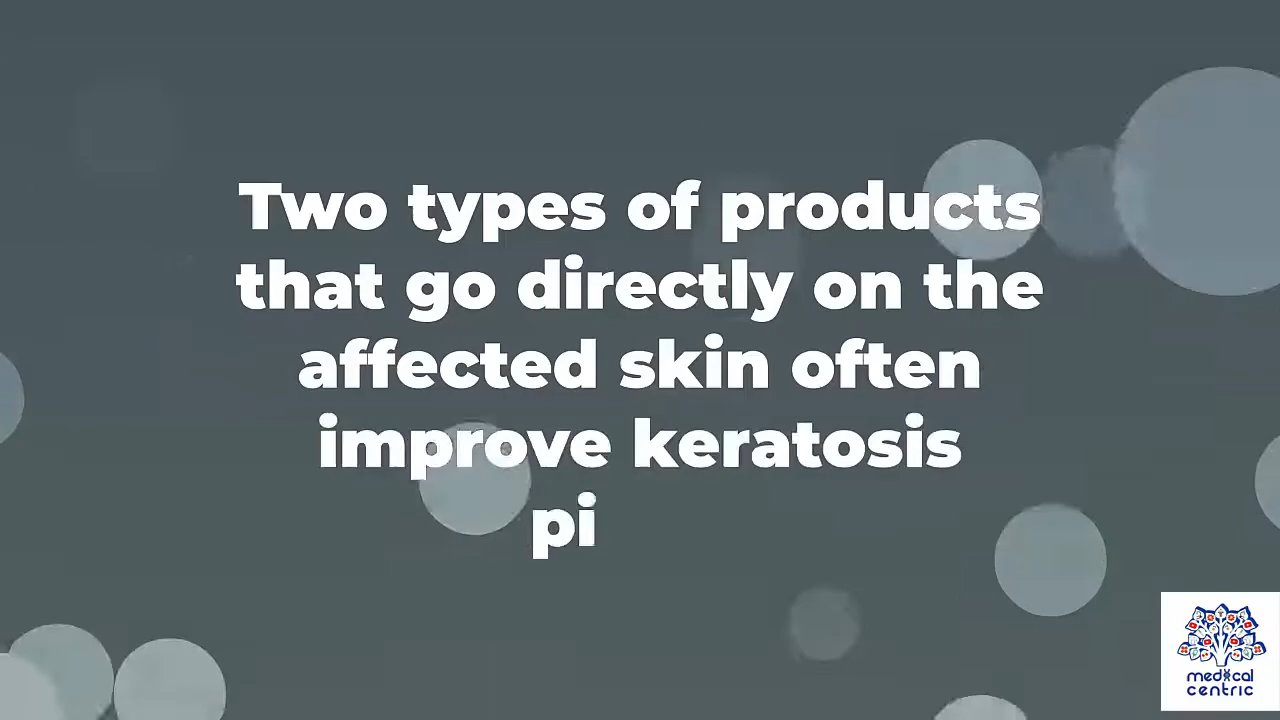 Two types of products
that go directly on the
affected skin often
improve keratosis
pi
medical
centric